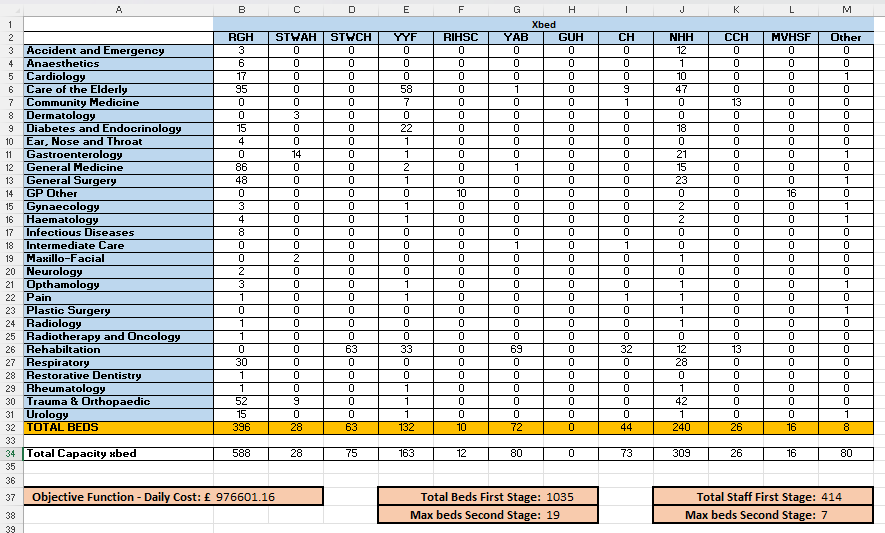 A B C D E F G H I J K L M
1 Xbed
2 RGH STWAH STWCH YYF RIHSC YAB GUH CH NHH CCH MVHSF Other
3 Accident and Emergency 3 0 0 0 0 0 0 0 12 0 0 0
4 Anaesthetics 6 0 0 0 0 0 0 0 1 0 0 0
5 Cardiology 17 0 0 0 0 0 0 0 10 0 0 1
6 Care of the Elderly 95 0 0 58 0 1 0 9 47 0 0 0
7 Community Medicine 0 0 0 7 0 0 0 1 0 13 0 0
8 Dermatology 0 3 0 0 0 0 0 0 0 0 0 0
9 Diabetes and Endocrinology 15 0 0 22 0 0 0 0 18 0 0 0
10 Ear, Nose and Throat 4 0 0 1 0 0 0 0 0 0 0 0
11 Gastroenterology 0 14 0 1 0 0 0 0 21 0 0 1
12 General Medicine 86 0 0 2 0 1 0 0 15 0 0 0
13 General Surgery 48 0 0 1 0 0 0 0 23 0 0 1
14 GP Other 0 0 0 0 10 0 0 0 0 0 16 0
15 Gynaecology 3 0 0 1 0 0 0 0 2 0 0 1
16 Haematology 4 0 0 1 0 0 0 0 2 0 0 1
17 Infectious Diseases 8 0 0 0 0 0 0 0 0 0 0 0
18 Intermediate Care 0 0 0 0 0 1 0 1 0 0 0 0
19 Maxillo-Facial 0 2 0 0 0 0 0 0 1 0 0 0
20 Neurology 2 0 0 0 0 0 0 0 0 0 0 0
21 Opthamology 3 0 0 1 0 0 0 0 1 0 0 1
22 Pain 1 0 0 1 0 0 0 1 1 0 0 0
23 Plastic Surgery 0 0 0 0 0 0 0 0 1 0 0 1
24 Radiology 1 0 0 0 0 0 0 0 1 0 0 0
25 Radiotherapy and Oncology 1 0 0 0 0 0 0 0 0 0 0 0
26 Rehabiltation 0 0 63 33 0 69 0 32 12 13 0 0
27 Respiratory 30 0 0 0 0 0 0 0 28 0 0 0
28 Restorative Dentistry 1 0 0 0 0 0 0 0 0 0 0 0
29 Rheumatology 1 0 0 1 0 0 0 0 1 0 0 0
30 Trauma & Orthopaedic 52 9 0 1 0 0 0 0 42 0 0 0
31 Urology 15 0 0 1 0 0 0 0 1 0 0 1
32 TOTAL BEDS 396 28 63 132 10 72 0 44 240 26 16 8
33
34 Total Capacity xbed 588 28 75 163 12 80 0 73 309 26 16 80
35
36
37 Objective Function - Daily Cost: £ 976601.16 Total Beds First Stage: 1035 Total Staff First Stage: 414
38 Max beds Second Stage: 19 Max beds Second Stage: 7
39